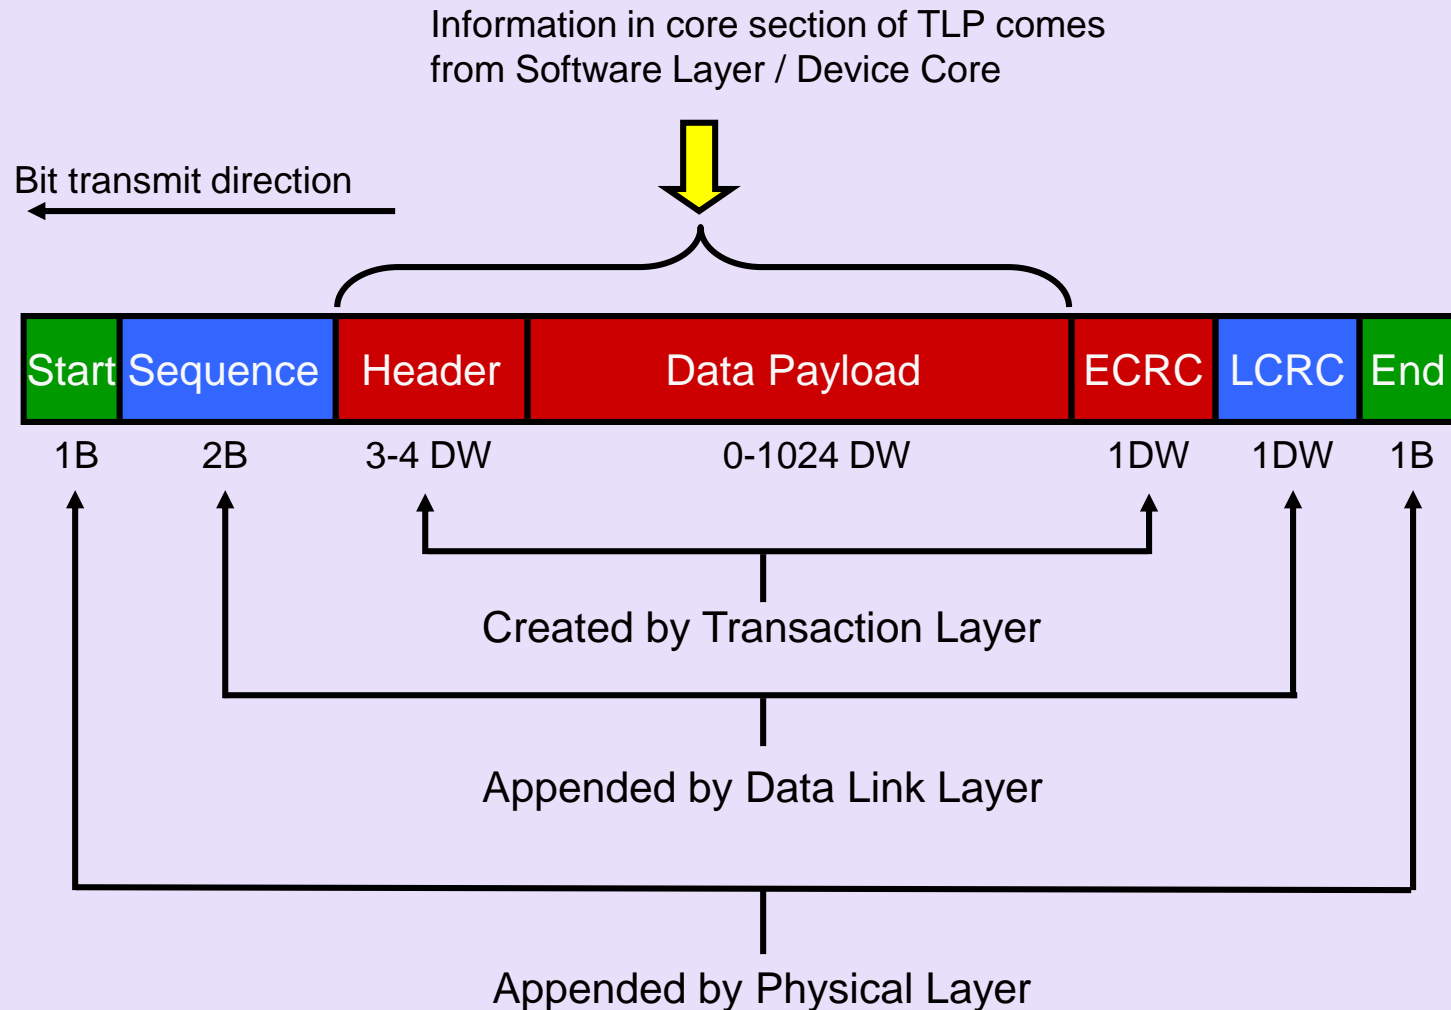 Information in core section of TLP comes
from Software Layer / Device Core
Bit transmit direction
Start Sequence Header Data Payload ECRC LCRC End
1B 2B 3-4 DW 0-1024 DW 1DW 1DW 1B
Created by Transaction Layer
Appended by Data Link Layer
Appended by Physical Layer